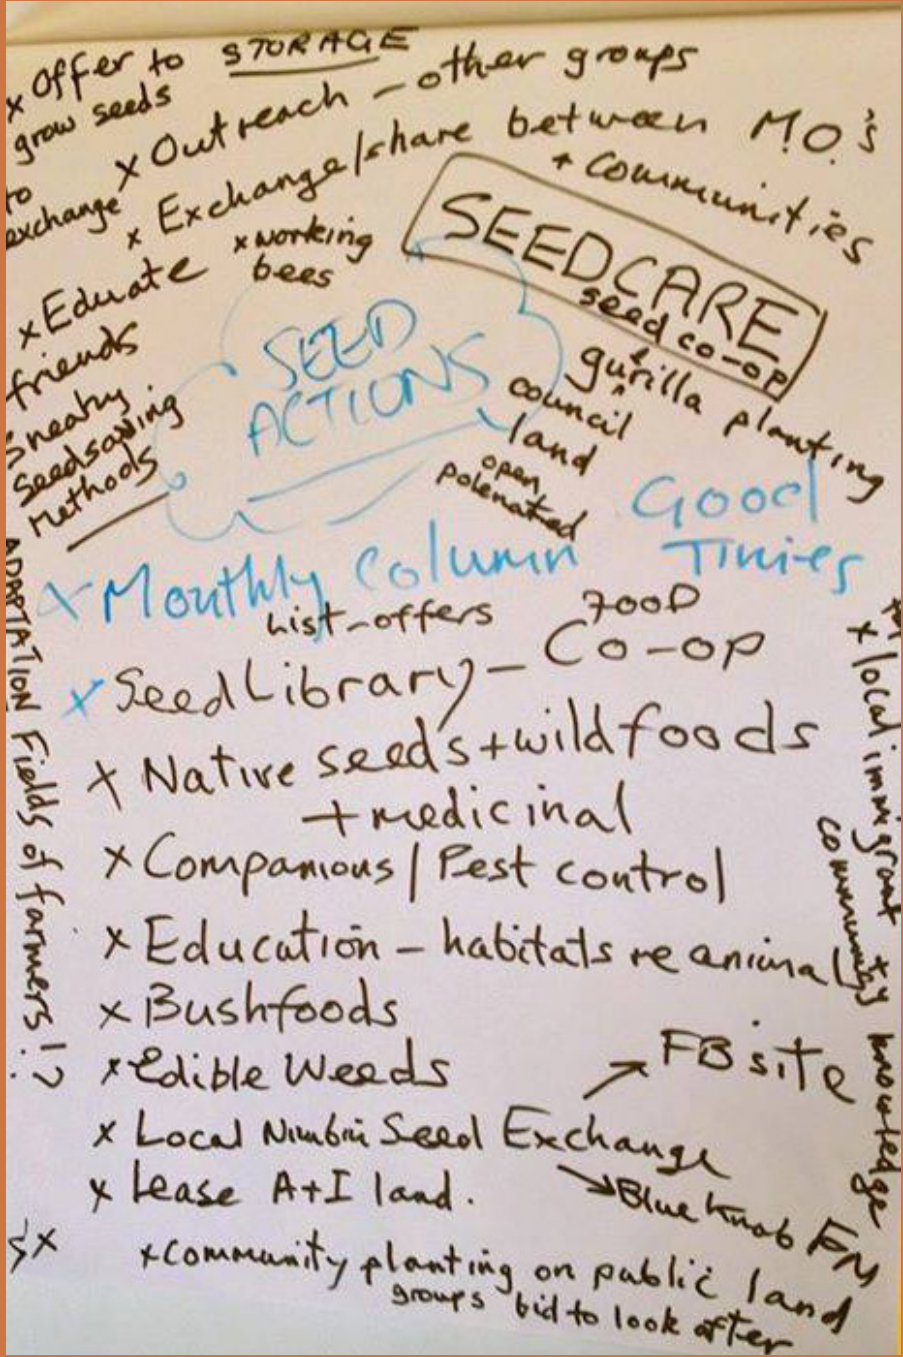 x Offer to
grow seeds
to
exchange
STORAGE
x Outreach - other groups
x Exchange/share between M.O.'s
+ communities
x working
bees
x Educate
friends
Sneaky
Seedsaving
Methods
SEEDCARE
seed co-op
SEED
ACTIONS
gurilla planting
council
land
open
polenated
x Monthly Column Good
Times
List-offers
x Seed Library - FOOD
Co-op
x Native seeds + wild foods
+ medicinal
x Companions / Pest control
x Education - habitats re animals
x Bushfoods
x Edible Weeds
x Local Nimbin Seed Exchange
FB site
Blue Knob FM
x Lease A+I land.
x Community planting on public land
groups bid to look after
ADAPTATION Fields of farmers!?
x local immigrant
community knowledge